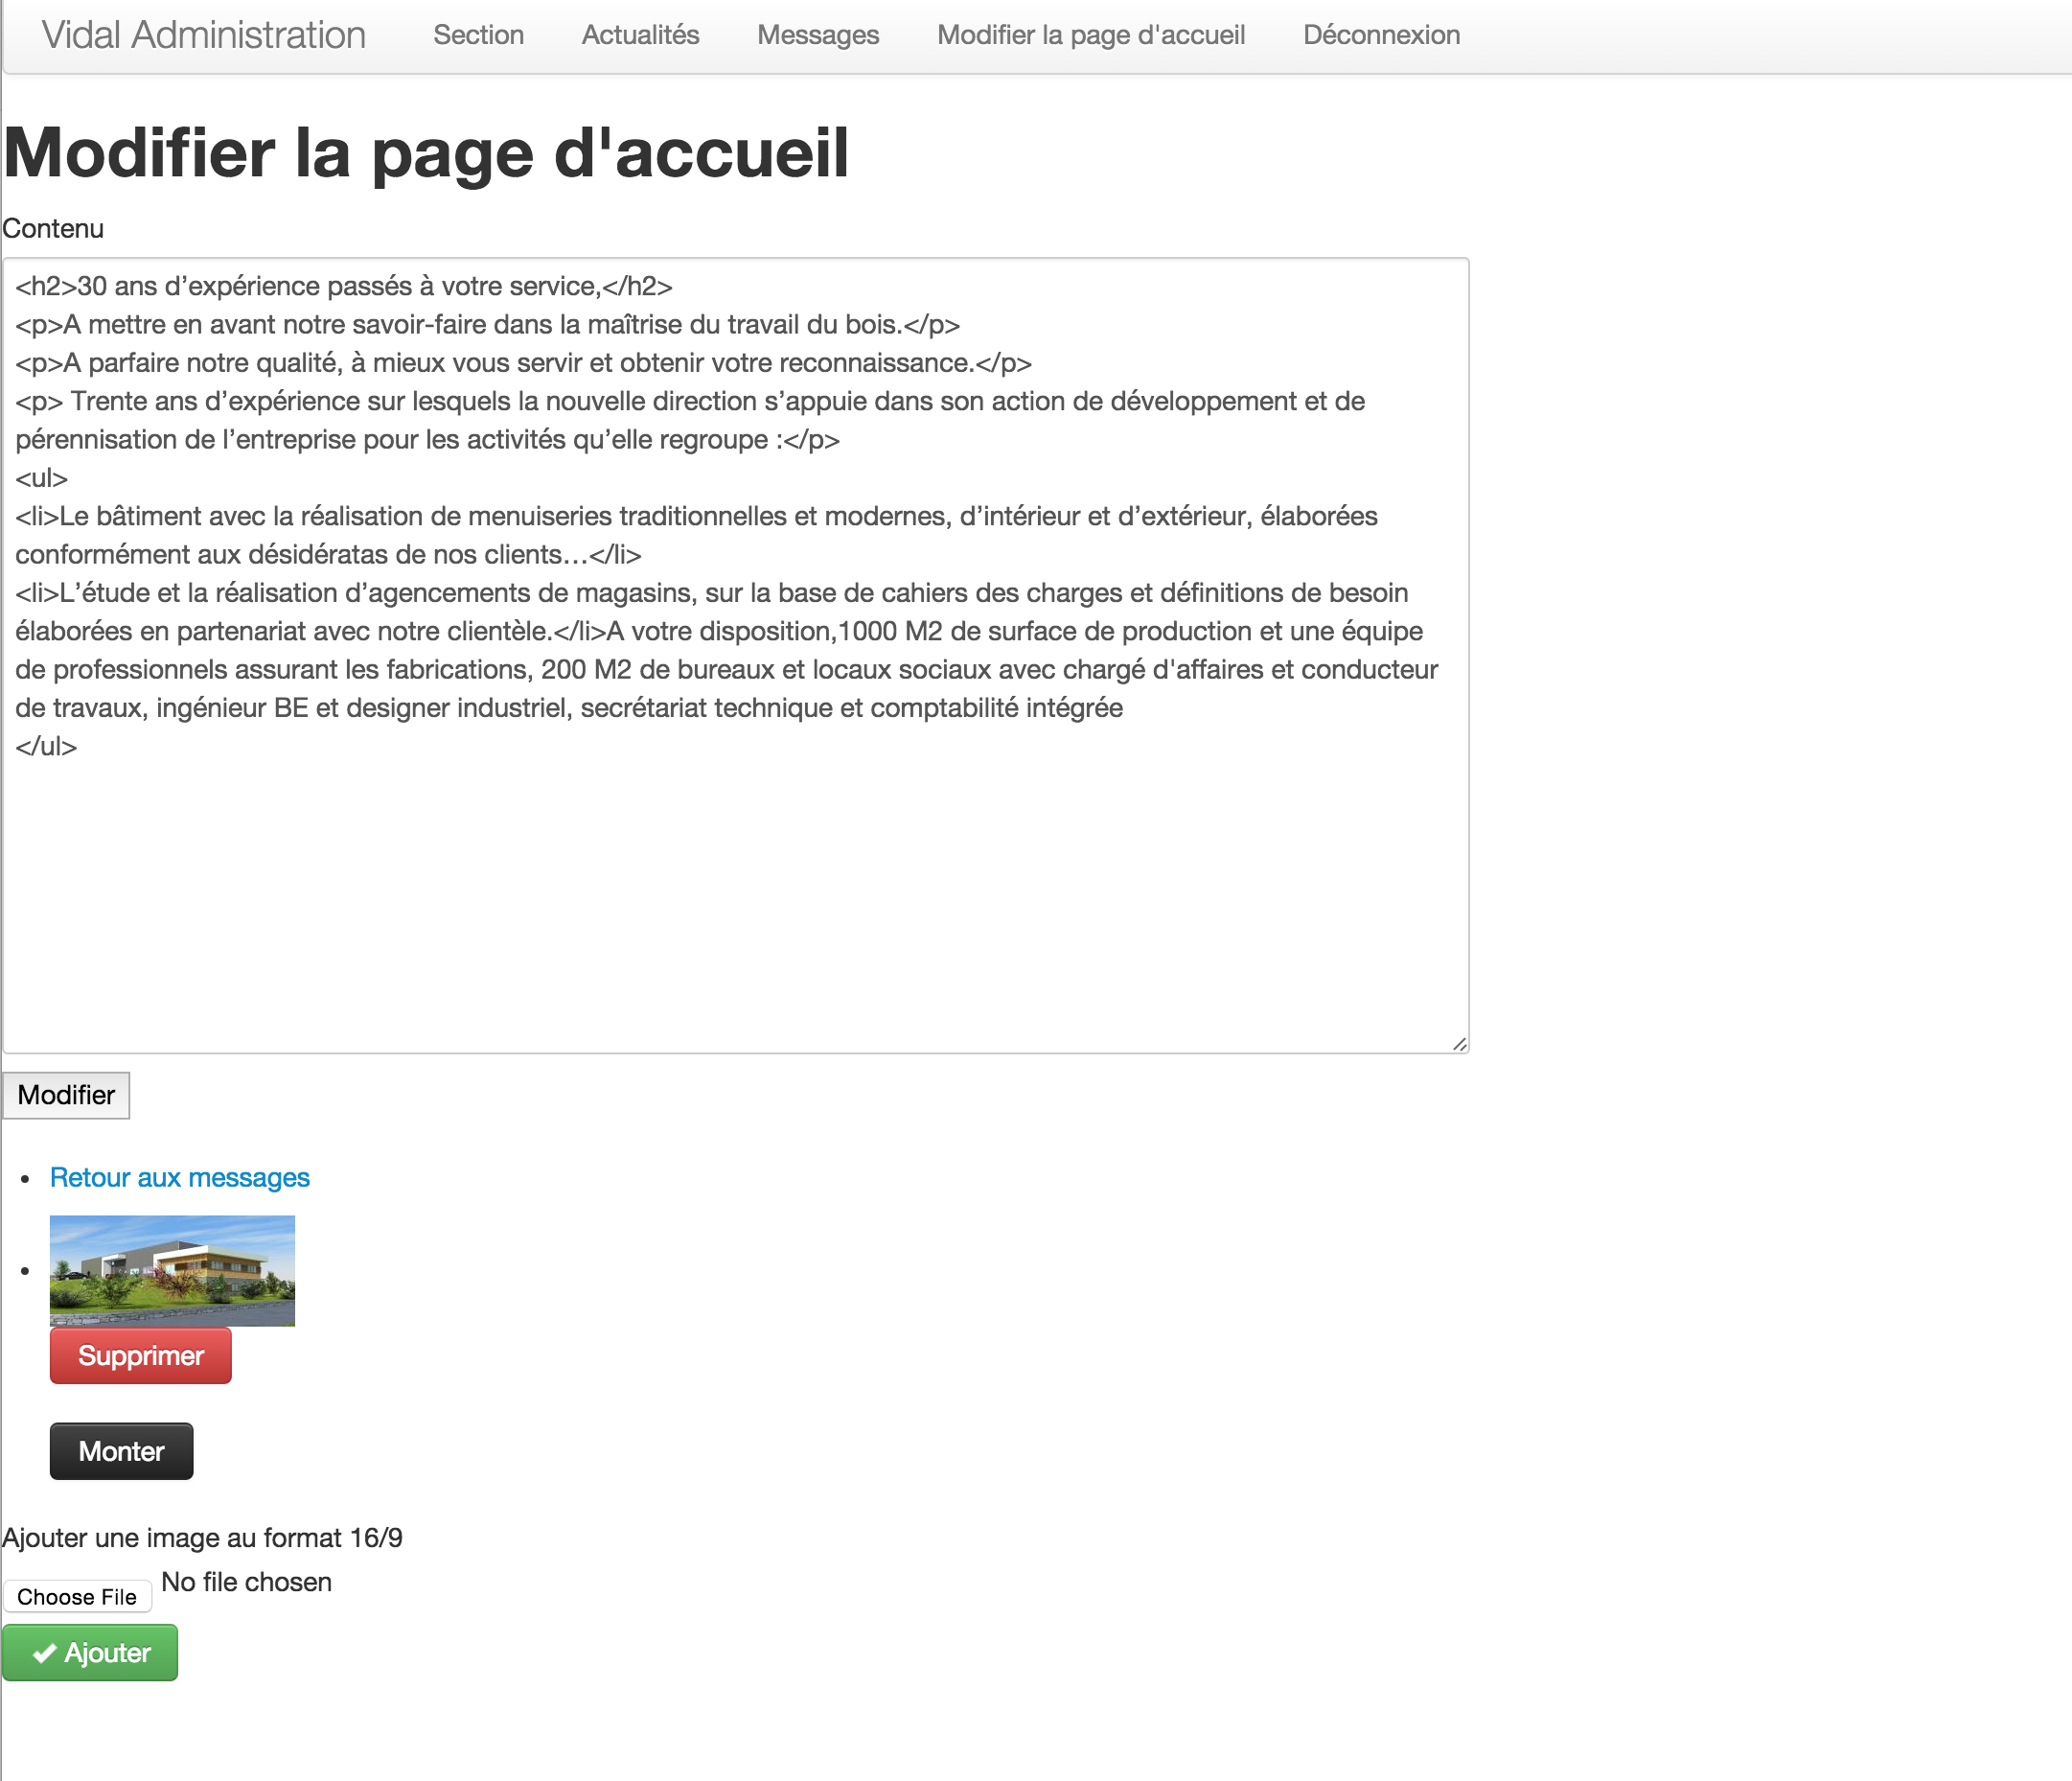 Vidal Administration Section Actualités Messages Modifier la page d'accueil Déconnexion
Modifier la page d'accueil
Contenu
<h2>30 ans d’expérience passés à votre service,</h2>
<p>A mettre en avant notre savoir-faire dans la maîtrise du travail du bois.</p>
<p>A parfaire notre qualité, à mieux vous servir et obtenir votre reconnaissance.</p>
<p> Trente ans d’expérience sur lesquels la nouvelle direction s’appuie dans son action de développement et de
pérennisation de l’entreprise pour les activités qu’elle regroupe :</p>
<ul>
<li>Le bâtiment avec la réalisation de menuiseries traditionnelles et modernes, d’intérieur et d’extérieur, élaborées
conformément aux désidératas de nos clients…</li>
<li>L’étude et la réalisation d’agencements de magasins, sur la base de cahiers des charges et définitions de besoin
élaborées en partenariat avec notre clientèle.</li>A votre disposition,1000 M2 de surface de production et une équipe
de professionnels assurant les fabrications, 200 M2 de bureaux et locaux sociaux avec chargé d'affaires et conducteur
de travaux, ingénieur BE et designer industriel, secrétariat technique et comptabilité intégrée
</ul>
Modifier
Retour aux messages
Supprimer
Monter
Ajouter une image au format 16/9
Choose File No file chosen
Ajouter